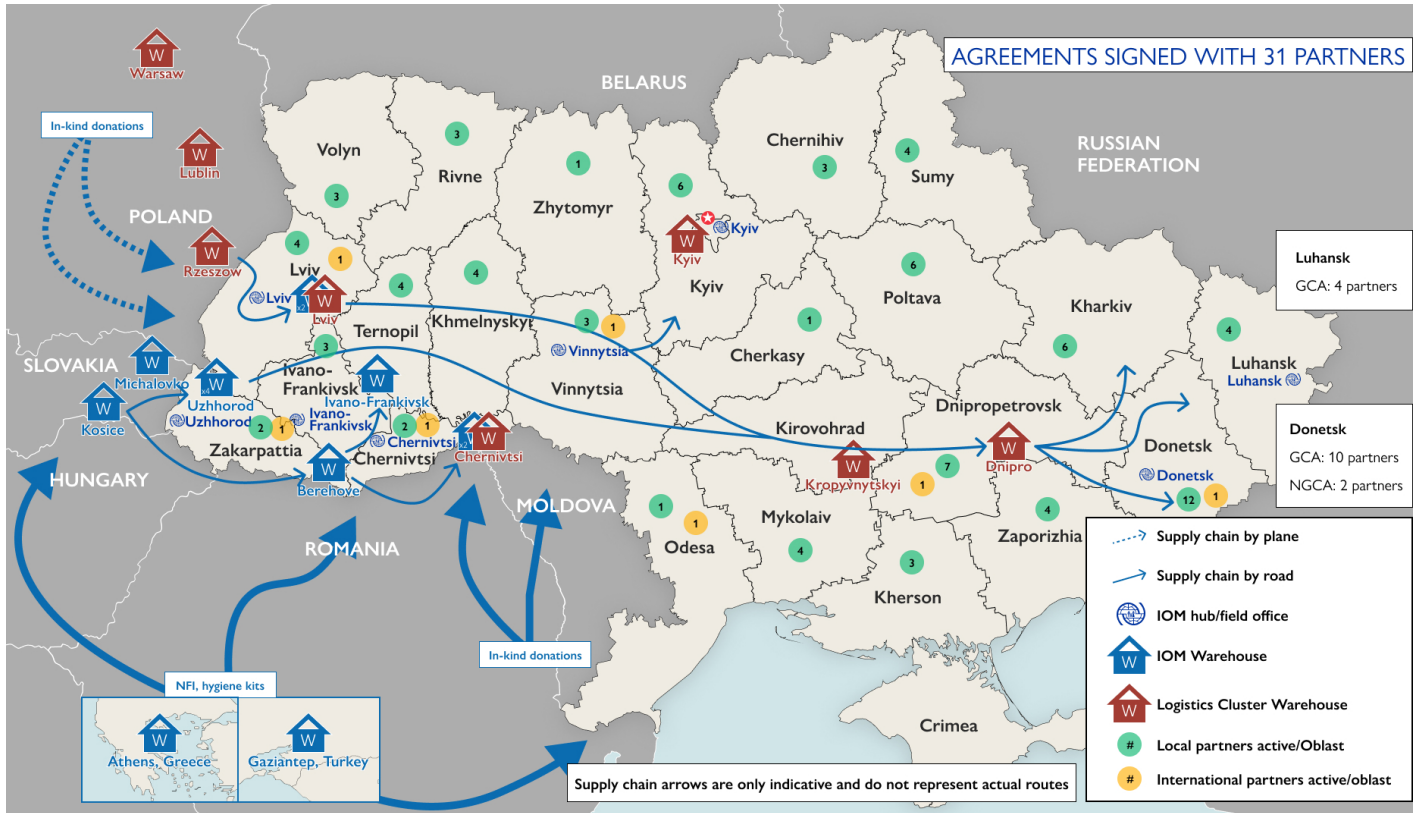 AGREEMENTS SIGNED WITH 31 PARTNERS
W
Warsaw
BELARUS
In-kind donations
W
Lublin
Volyn
3
3
Rivne
1
Zhytomyr
6
Chernihiv
3
4
Sumy
RUSSIAN
FEDERATION
POLAND
W
Rzeszow
4
1
Lviv
Lviv
x2
W
Lviv
4
Ternopil
4
Khmelnyskyi
Kyiv
W
Kyiv
Kyiv
6
Poltava
Kharkiv
6
Luhansk
GCA: 4 partners
4
Luhansk
Luhansk
3
1
Vinnytsia
Vinnytsia
1
Cherkasy
SLOVAKIA
W
Michalovko
W
x4
Uzhhorod
Uzhhorod
W
Kosice
3
Ivano-
Frankivsk
W
Ivano-Frankivsk
Ivano-
Frankivsk
2
1
Zakarpattia
2
1
Chernivtsi
Chernivtsi
x2
W
Chernivtsi
W
Berehove
Dnipropetrovsk
Kirovohrad
W
Kropyvnytskyi
W
Dnipro
7
1
Donetsk
Donetsk
12
1
Donetsk
GCA: 10 partners
NGCA: 2 partners
HUNGARY
MOLDOVA
ROMANIA
1
1
Odesa
Mykolaiv
4
3
Kherson
4
Zaporizhia
Crimea
In-kind donations
NFI, hygiene kits
W
Athens, Greece
W
Gaziantep, Turkey
Supply chain arrows are only indicative and do not represent actual routes
Supply chain by plane
Supply chain by road
IOM hub/field office
W
IOM Warehouse
W
Logistics Cluster Warehouse
#
Local partners active/Oblast
#
International partners active/oblast